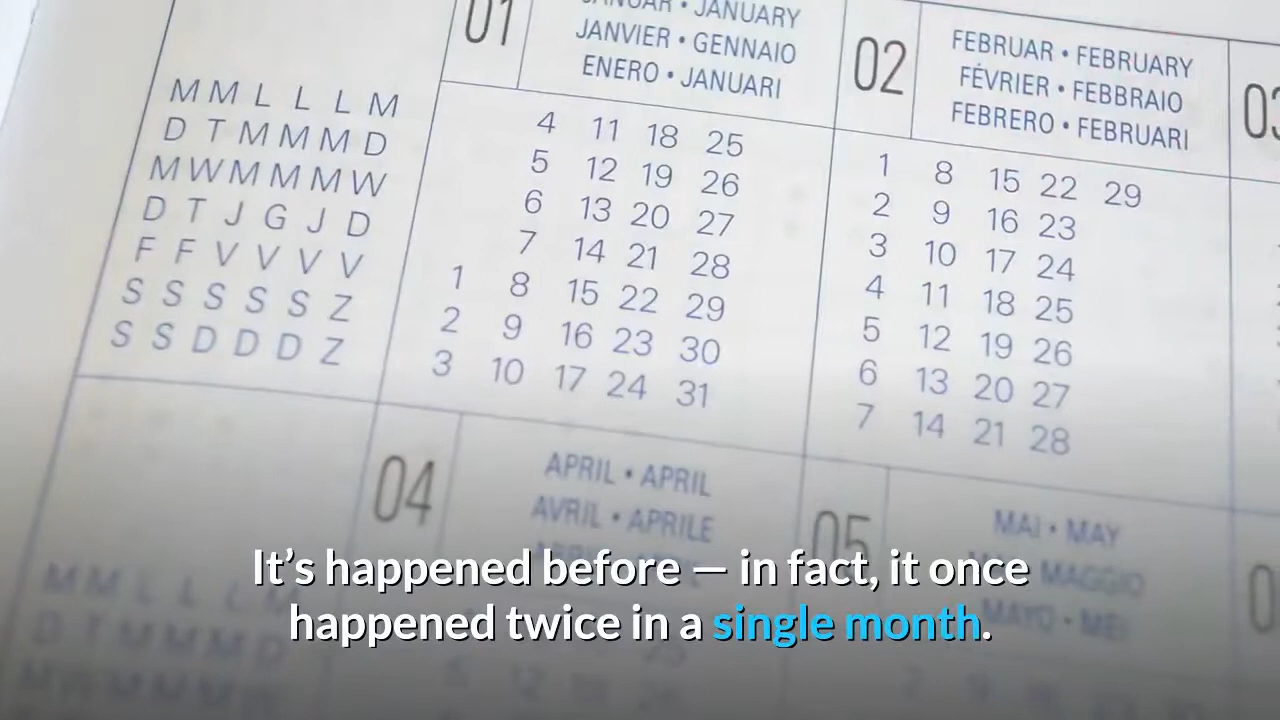 01
JANUAR • JANUARY
JANVIER • GENNAIO
ENERO • JANUARI
02
FEBRUAR • FEBRUARY
FÉVRIER • FEBBRAIO
FEBRERO • FEBRUARI
03
M M L L L M
D T M M M D
M W M M M W
D T J G J D
F F V V V V
S S S S S Z
S S D D D Z
4 11 18 25
5 12 19 26
6 13 20 27
7 14 21 28
1 8 15 22 29
2 9 16 23 30
3 10 17 24 31
1 8 15 22 29
2 9 16 23
3 10 17 24
4 11 18 25
5 12 19 26
6 13 20 27
7 14 21 28
04
APRIL • APRIL
AVRIL • APRILE
05
MAI • MAY
MAGGIO
It’s happened before — in fact, it once
happened twice in a single month.